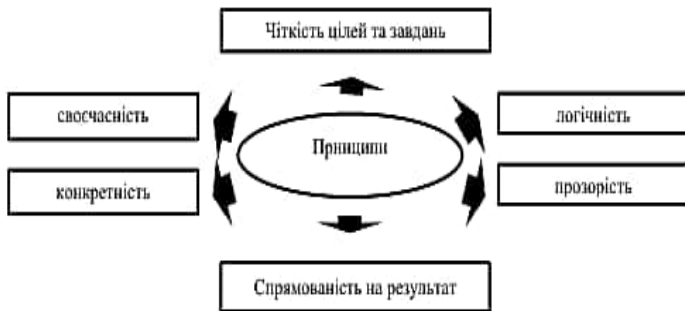 Чіткість цілей та завдань
своєчасність
логічність
Принципи
конкретність
прозорість
Спрямованість на результат